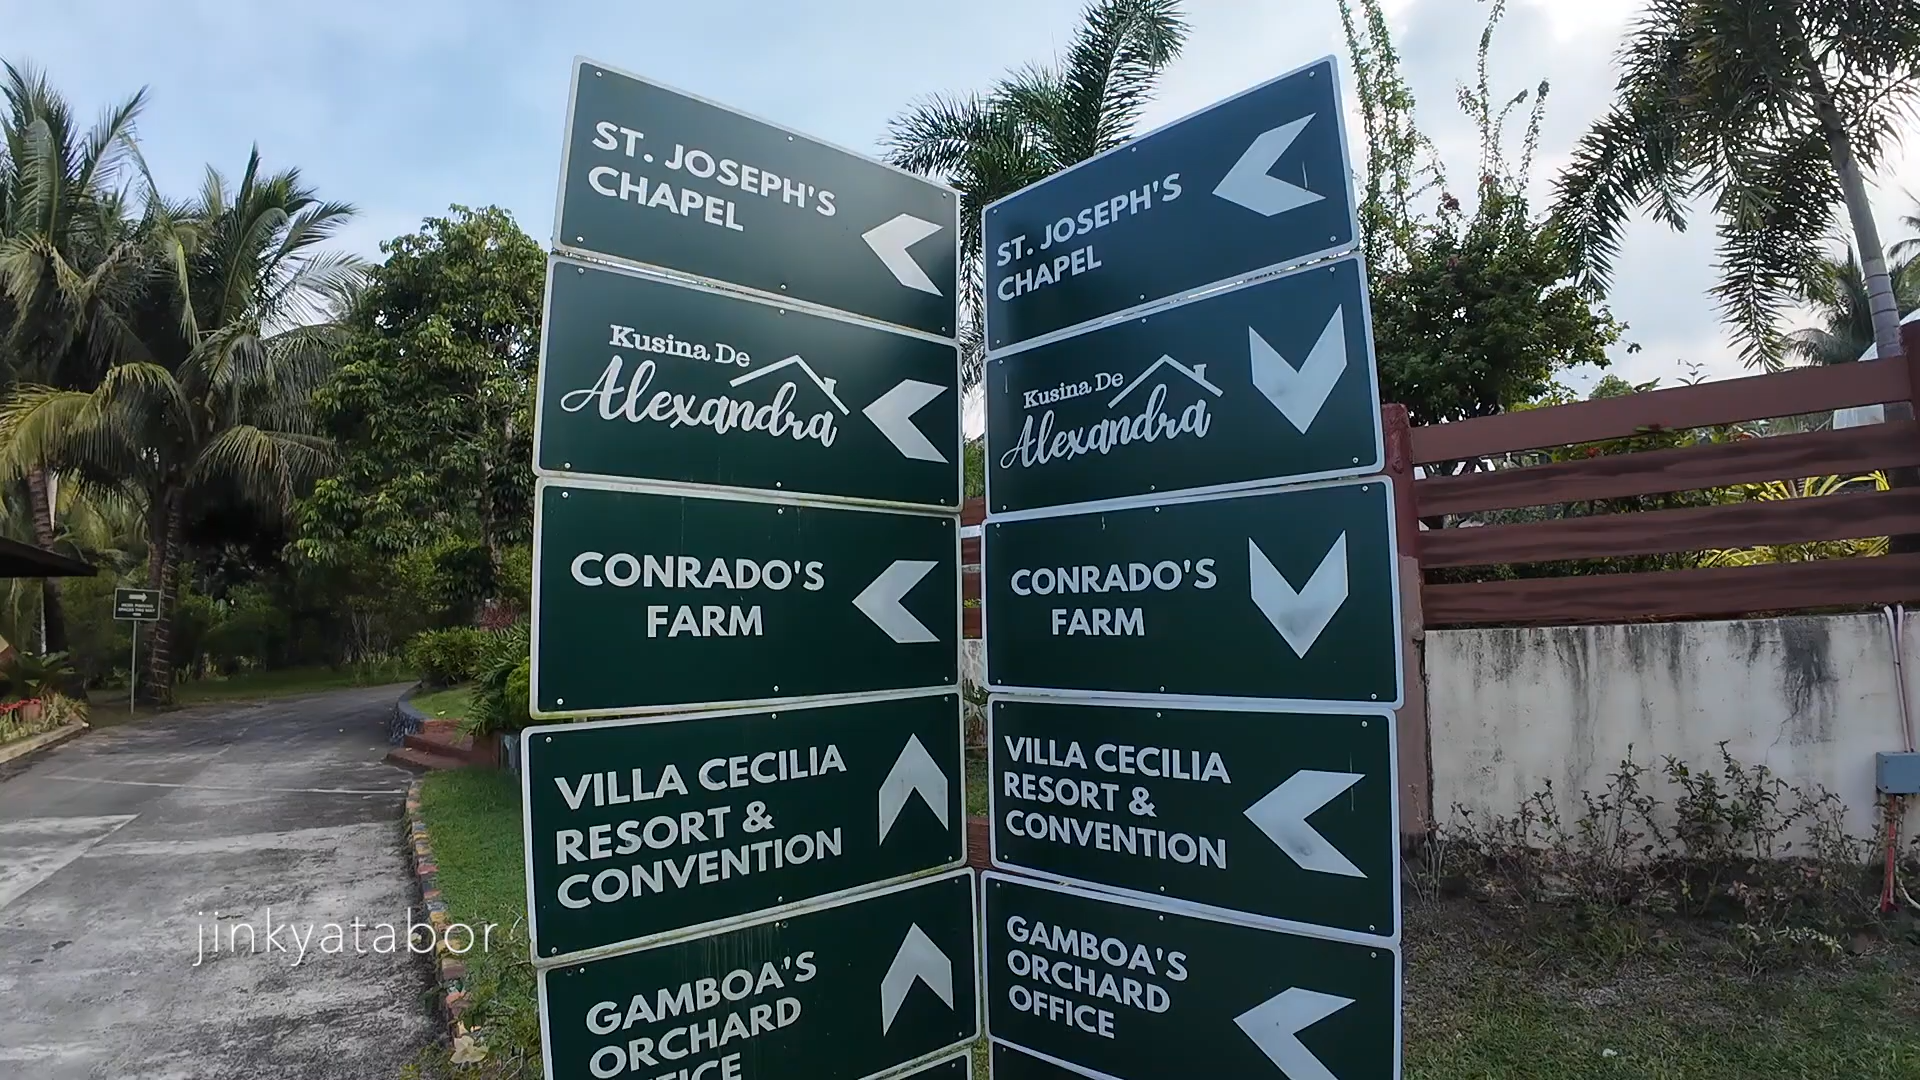 ST. JOSEPH'S
CHAPEL
Kusina De
Alexandra
CONRADO'S
FARM
VILLA CECILIA
RESORT &
CONVENTION
GAMBOA'S
ORCHARD
ST. JOSEPH'S
CHAPEL
Kusina De
Alexandra
CONRADO'S
FARM
VILLA CECILIA
RESORT &
CONVENTION
GAMBOA'S
ORCHARD
OFFICE
jinkyatabor